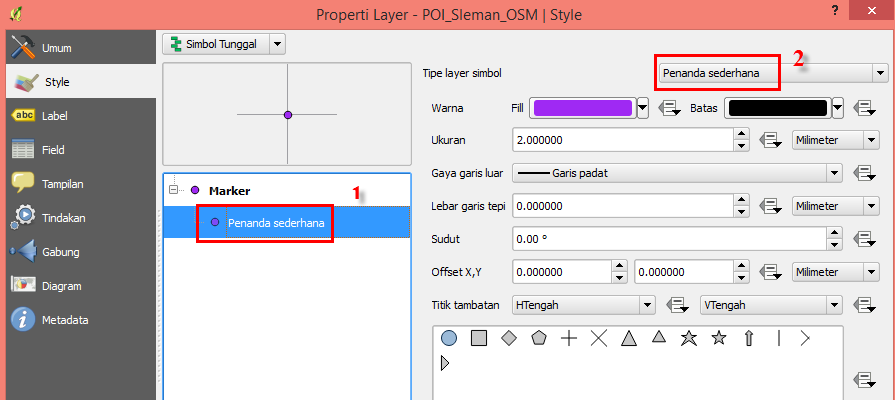 Properti Layer - POI_Sleman_OSM | Style
?
Umum
Style
abc Label
Field
Tampilan
Tindakan
Gabung
Diagram
Metadata
Simbol Tunggal
Marker
1
Penanda sederhana
Tipe layer simbol Penanda sederhana 2
Warna Fill Batas
Ukuran 2.000000 Milimeter
Gaya garis luar Garis padat
Lebar garis tepi 0.000000 Milimeter
Sudut 0.00 °
Offset X,Y 0.000000 0.000000 Milimeter
Titik tambatan HTengah VTengah